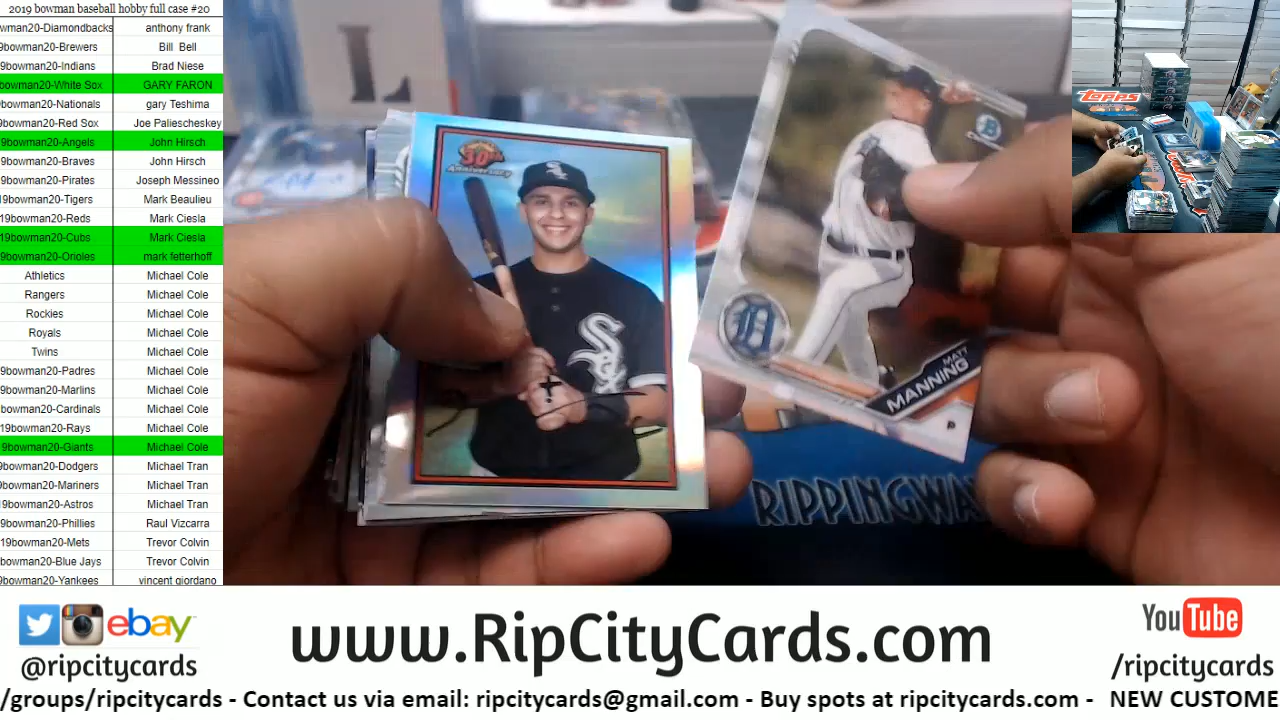 2019 bowman baseball hobby full case #20
wman20-Diamondbacks anthony frank
9bowman20-Brewers Bill Bell
9bowman20-Indians Brad Niese
bowman20-White Sox GARY FARON
bowman20-Nationals gary Teshima
bowman20-Red Sox Joe Paliescheskey
9bowman20-Angels John Hirsch
9bowman20-Braves John Hirsch
9bowman20-Pirates Joseph Messineo
9bowman20-Tigers Mark Beaulieu
19bowman20-Reds Mark Ciesla
19bowman20-Cubs Mark Ciesla
9bowman20-Orioles mark fetterhoff
Athletics Michael Cole
Rangers Michael Cole
Rockies Michael Cole
Royals Michael Cole
Twins Michael Cole
9bowman20-Padres Michael Cole
9bowman20-Marlins Michael Cole
bowman20-Cardinals Michael Cole
19bowman20-Rays Michael Cole
9bowman20-Giants Michael Cole
9bowman20-Dodgers Michael Tran
9bowman20-Mariners Michael Tran
9bowman20-Astros Michael Tran
9bowman20-Phillies Raul Vizcarra
19bowman20-Mets Trevor Colvin
bowman20-Blue Jays Trevor Colvin
9bowman20-Yankees vincent giordano
L
30th
Anniversary
Sox
Sox
B
D
MATT
MANNING
P
RIPPINGWA
topps
ebay
@ripcitycards
www.RipCityCards.com
YouTube
/ripcitycards
/groups/ripcitycards - Contact us via email: ripcitycards@gmail.com - Buy spots at ripcitycards.com - NEW CUSTOME